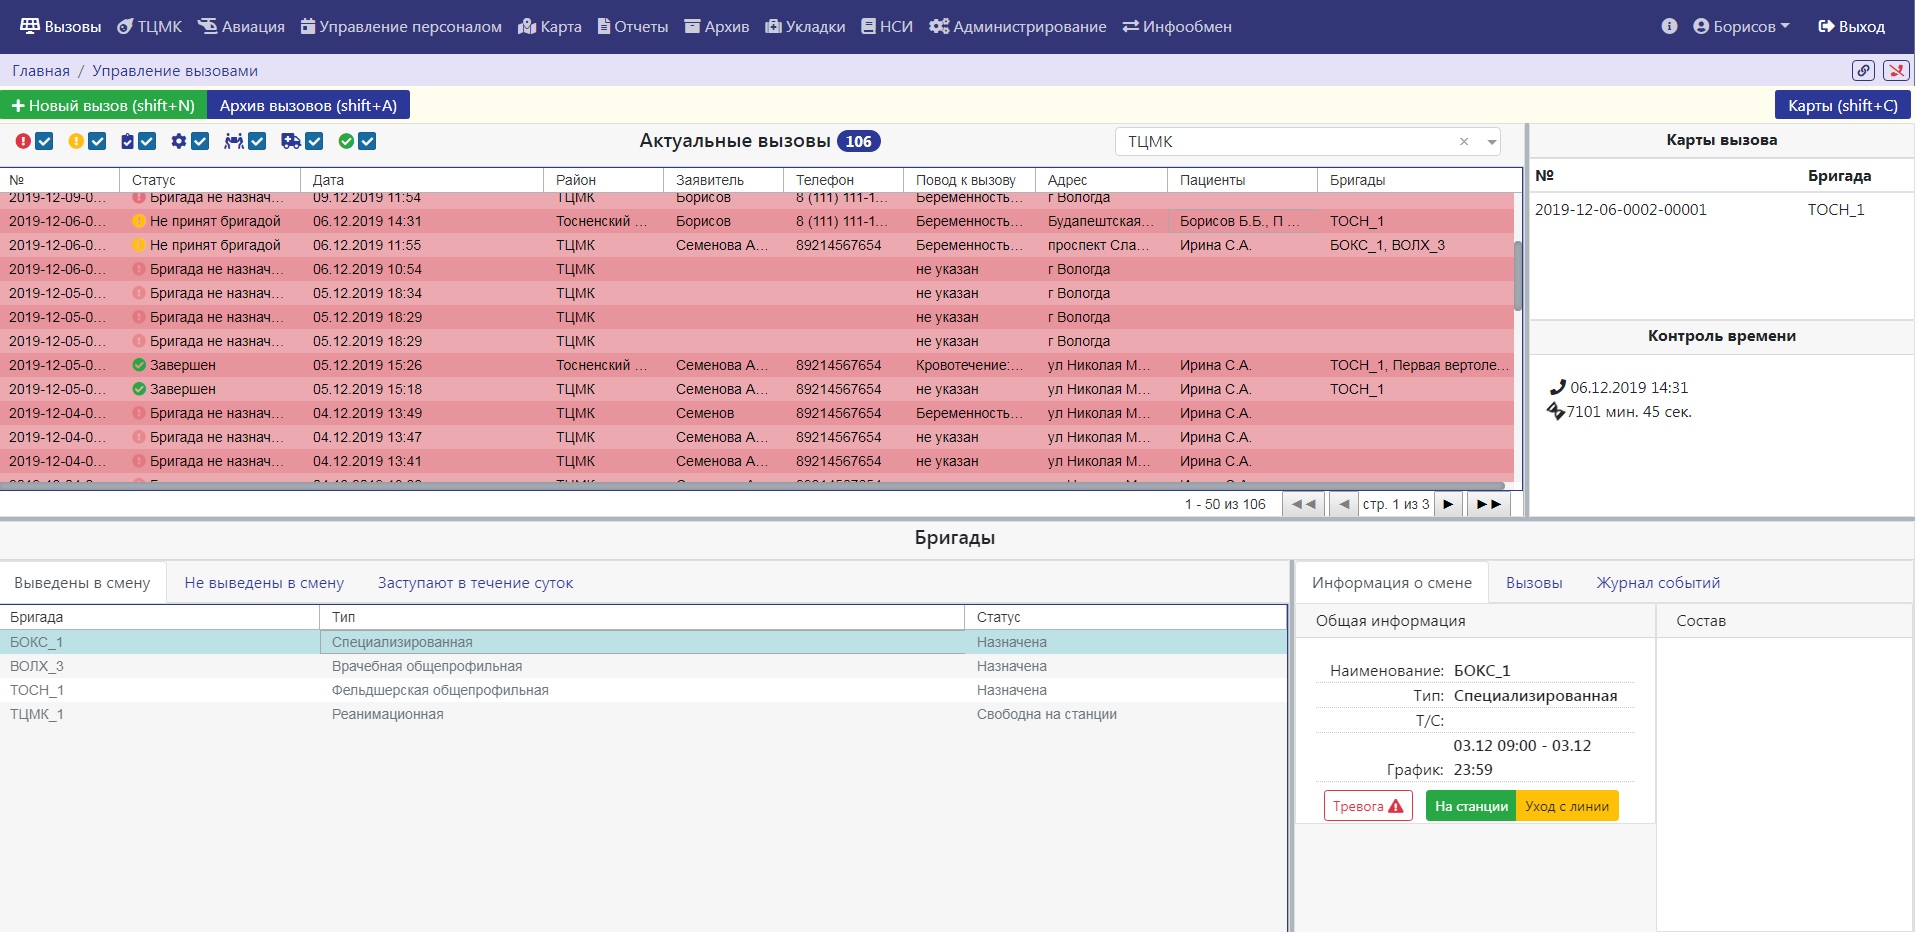 Вызовы ТЦМК Авиация Управление персоналом Карта Отчеты Архив Укладки НСИ Администрирование Инфообмен Борисов Выход
Главная / Управление вызовами
Новый вызов (shift+N) Архив вызовов (shift+A) Карты (shift+C)
Актуальные вызовы 106 ТЦМК ×
№ Статус Дата Район Заявитель Телефон Повод к вызову Адрес Пациенты Бригады
2019-12-09-0... Бригада не назнач... 09.12.2019 11:54 ТЦМК Борисов 8 (111) 111-1... Беременность... г Вологда
2019-12-06-0... Не принят бригадой 06.12.2019 14:31 Тосненский ... Борисов 8 (111) 111-1... Беременность... Будапештская... Борисов Б.Б., П ... ТОСН_1
2019-12-06-0... Не принят бригадой 06.12.2019 11:55 ТЦМК Семенова А... 89214567654 Беременность... проспект Сла... Ирина С.А. БОКС_1, ВОЛХ_3
2019-12-06-0... Бригада не назнач... 06.12.2019 10:54 ТЦМК не указан г Вологда
2019-12-05-0... Бригада не назнач... 05.12.2019 18:34 ТЦМК не указан г Вологда
2019-12-05-0... Бригада не назнач... 05.12.2019 18:29 ТЦМК не указан г Вологда
2019-12-05-0... Бригада не назнач... 05.12.2019 18:29 ТЦМК не указан г Вологда
2019-12-05-0... Завершен 05.12.2019 15:26 Тосненский ... Семенова А... 89214567654 Кровотечение:... ул Николая М... Ирина С.А. ТОСН_1, Первая вертоле...
2019-12-05-0... Завершен 05.12.2019 15:18 ТЦМК Семенова А... 89214567654 не указан ул Николая М... Ирина С.А. ТОСН_1
2019-12-04-0... Бригада не назнач... 04.12.2019 13:49 ТЦМК Семенов 89214567654 Беременность... ул Николая М... Ирина С.А.
2019-12-04-0... Бригада не назнач... 04.12.2019 13:47 ТЦМК Семенова А... 89214567654 не указан ул Николая М... Ирина С.А.
2019-12-04-0... Бригада не назнач... 04.12.2019 13:41 ТЦМК Семенова А... 89214567654 не указан ул Николая М... Ирина С.А.
1 - 50 из 106 стр. 1 из 3
Карты вызова
№ Бригада
2019-12-06-0002-00001 ТОСН_1
Контроль времени
06.12.2019 14:31
7101 мин. 45 сек.
Бригады
Выведены в смену Не выведены в смену Заступают в течение суток
Бригада Тип Статус
БОКС_1 Специализированная Назначена
ВОЛХ_3 Врачебная общепрофильная Назначена
ТОСН_1 Фельдшерская общепрофильная Назначена
ТЦМК_1 Реанимационная Свободна на станции
Информация о смене Вызовы Журнал событий
Общая информация Состав
Наименование: БОКС_1
Тип: Специализированная
Т/С:
03.12 09:00 - 03.12
График: 23:59
Тревога На станции Уход с линии